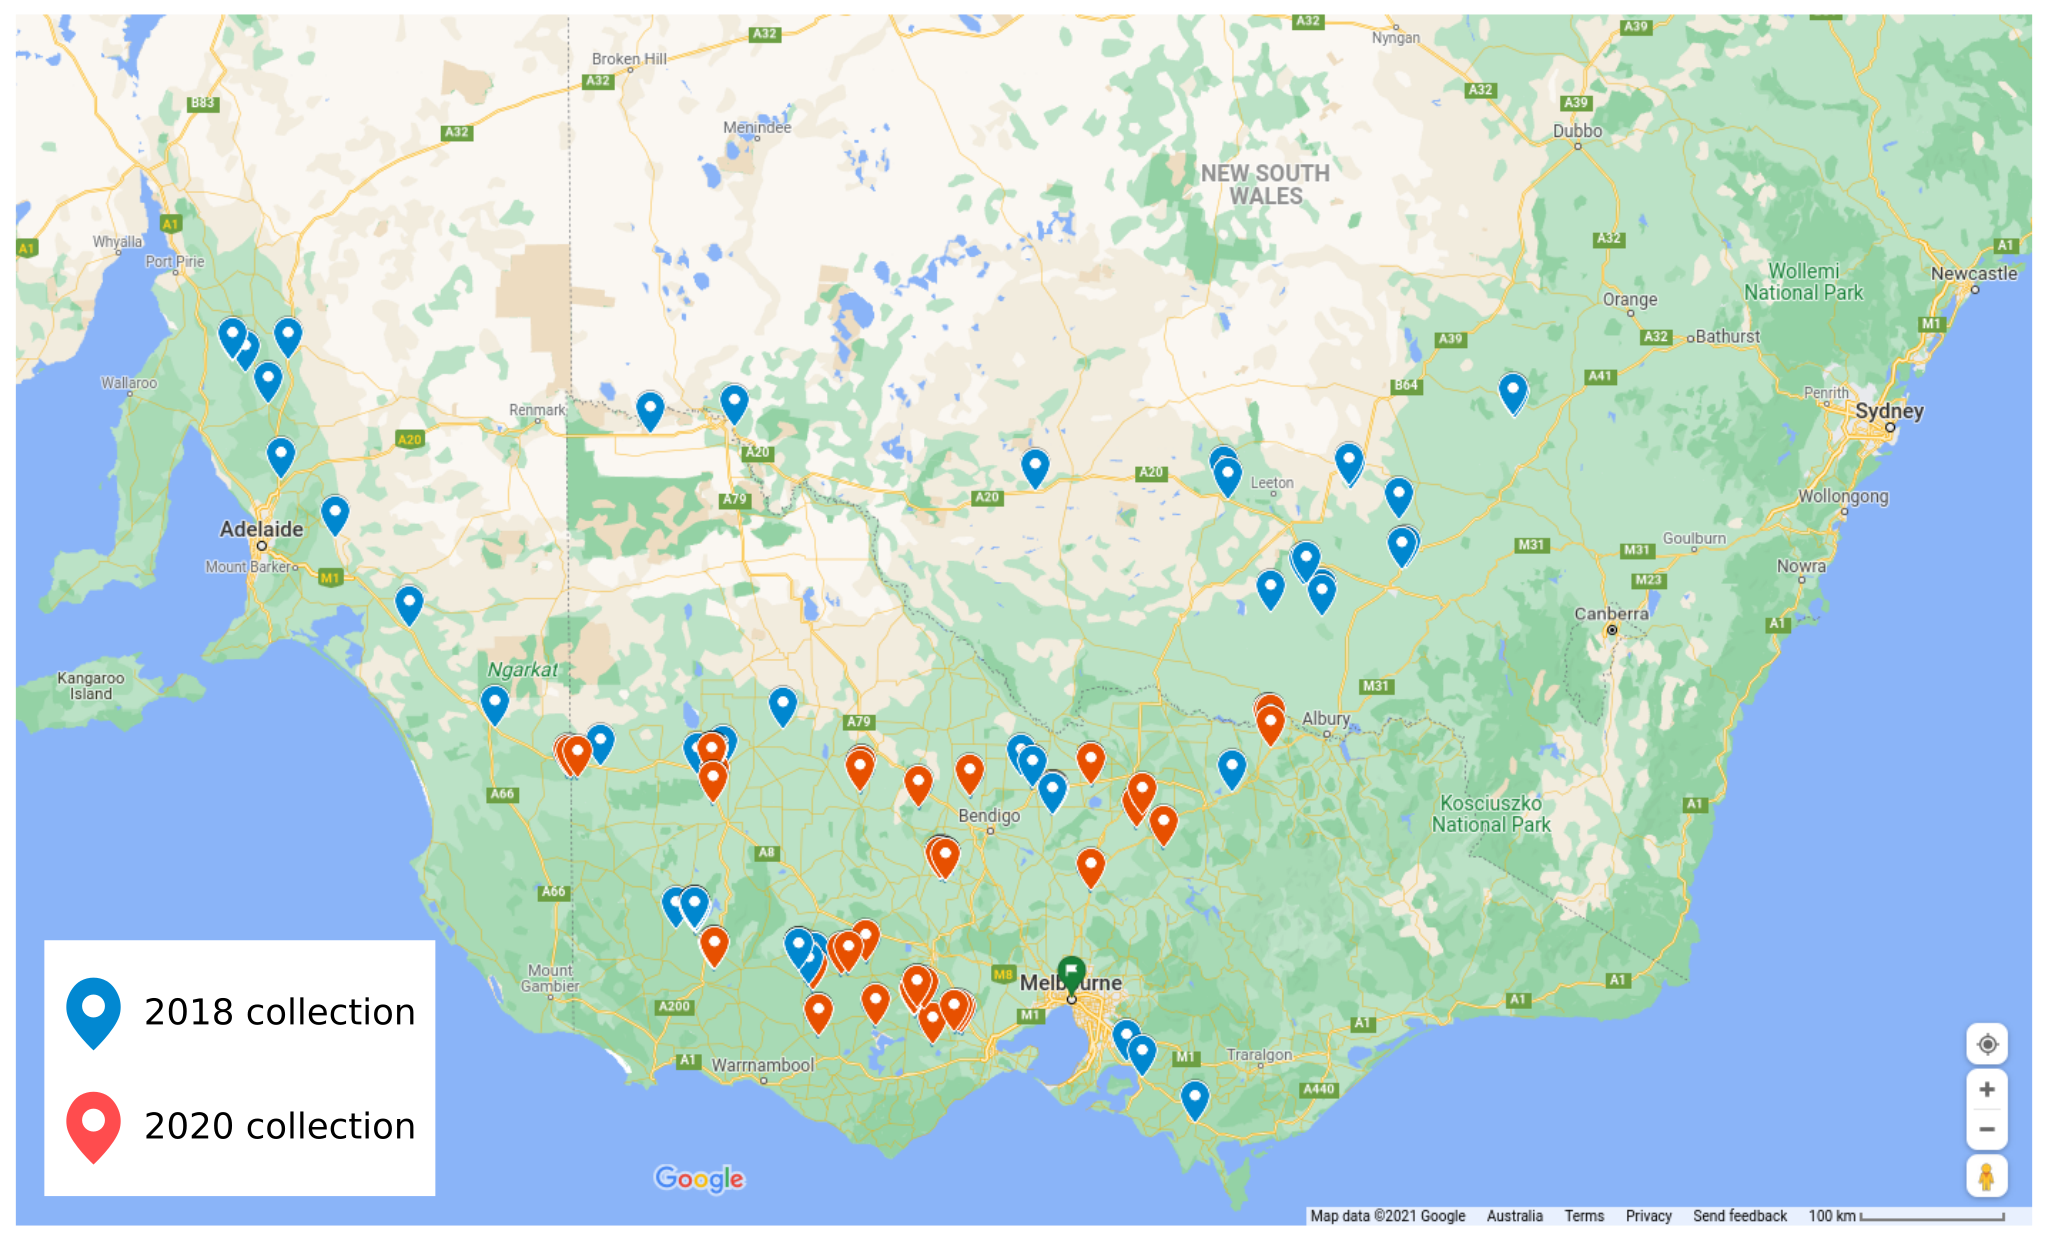 A32
A32
A39
Nyngan
Broken Hill
A32
A32
A39
B83
A32
Menindee
Dubbo
NEW SOUTH
WALES
A1
Whyalla
A1
Port Pirie
A32
A1
Wollemi
National Park
Newcastle
Orange
M1
A32
Bathurst
A39
Wallaroo
B64
A41
Penrith
Sydney
Renmark
A20
A20
A79
A20
A20
Leeton
Wollongong
Adelaide
Mount Barker
M1
M31
M31
Goulburn
M23
Nowra
Canberra
A1
Ngarkat
Kangaroo
Island
M31
A79
Albury
A66
Kosciuszko
National Park
A1
Bendigo
A8
A66
Mount
Gambier
M8
Melbourne
A1
A200
M1
A1
A1
A1
Warrnambool
M1
Traralgon
A440
2018 collection
2020 collection
Google
Map data ©2021 Google
Australia
Terms
Privacy
Send feedback
100 km